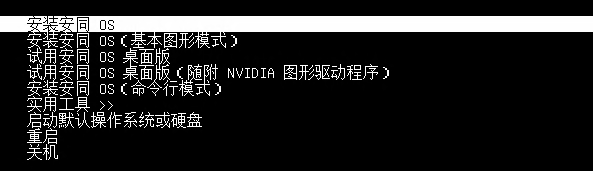 安装安同 OS
安装安同 OS (基本图形模式)
试用安同 OS 桌面版
试用安同 OS 桌面版 (随附 NVIDIA 图形驱动程序)
安装安同 OS (命令行模式)
实用工具 >>
启动默认操作系统或硬盘
重启
关机